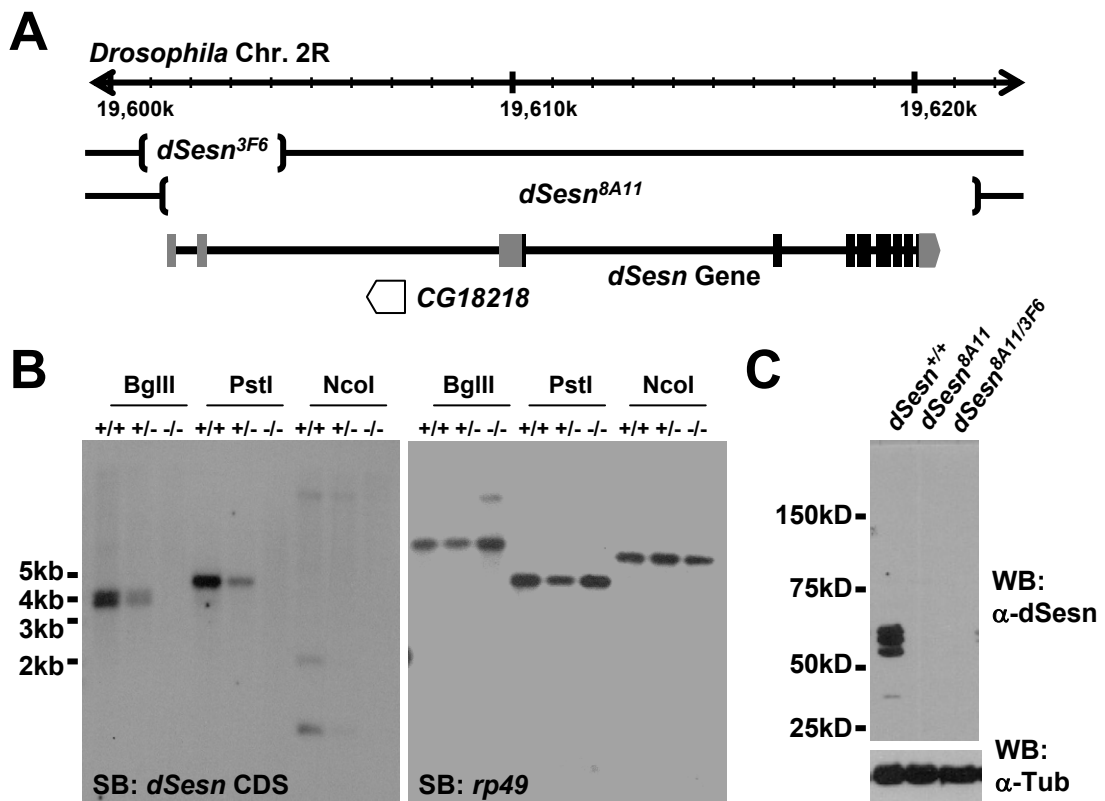 A
Drosophila Chr. 2R
19,600k 19,610k 19,620k
dSesn3F6
dSesn8A11
dSesn Gene
CG18218
B
BglII PstI NcoI
+/+ +/- -/- +/+ +/- -/- +/+ +/- -/-
5kb
4kb
3kb
2kb
SB: dSesn CDS
BglII PstI NcoI
+/+ +/- -/- +/+ +/- -/- +/+ +/- -/-
SB: rp49
C
dSesn+/+
dSesn8A11
dSesn8A11/3F6
150kD
75kD
50kD
25kD
WB:
α-dSesn
WB:
α-Tub